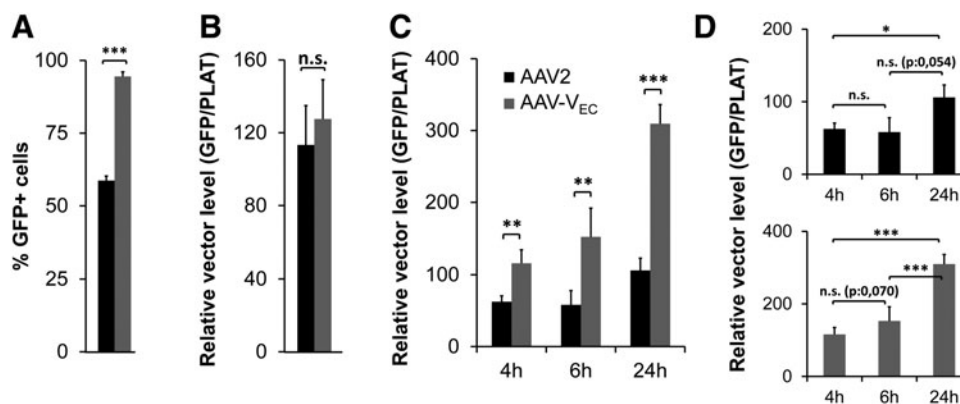 A
% GFP+ cells
100
75
50
25
0
***
B
Relative vector level (GFP/PLAT)
160
120
80
40
0
n.s.
C
Relative vector level (GFP/PLAT)
400
300
200
100
0
AAV2
AAV-VEC
**
**
***
4h 6h 24h
D
Relative vector level (GFP/PLAT)
200
100
0
*
n.s. (p:0,054)
n.s.
4h 6h 24h
400
200
0
***
***
n.s. (p:0,070)
4h 6h 24h